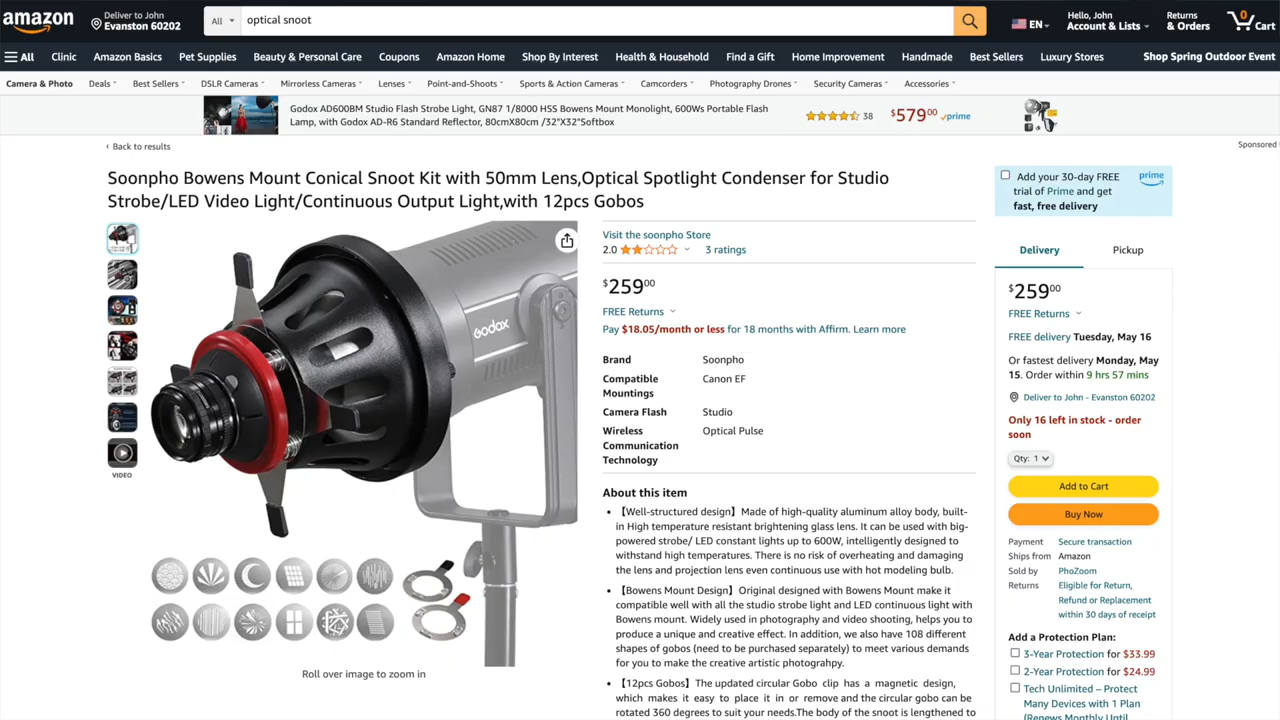 amazon
Deliver to John
Evanston 60202
All
optical snoot
EN
Hello, John
Account & Lists
Returns
& Orders
0
Cart
All
Clinic
Amazon Basics
Pet Supplies
Beauty & Personal Care
Coupons
Amazon Home
Shop By Interest
Health & Household
Find a Gift
Home Improvement
Handmade
Best Sellers
Luxury Stores
Shop Spring Outdoor Event
Camera & Photo
Deals
Best Sellers
DSLR Cameras
Mirrorless Cameras
Lenses
Point-and-Shoots
Sports & Action Cameras
Camcorders
Photography Drones
Security Cameras
Accessories
Godox AD600BM Studio Flash Strobe Light, GN87 1/8000 HSS Bowens Mount Monolight, 600Ws Portable Flash
Lamp, with Godox AD-R6 Standard Reflector, 80cmX80cm /32"X32"Softbox
38
$57900
prime
‹ Back to results
Sponsored
Soonpho Bowens Mount Conical Snoot Kit with 50mm Lens,Optical Spotlight Condenser for Studio
Strobe/LED Video Light/Continuous Output Light,with 12pcs Gobos
VIDEO
Godox
Roll over image to zoom in
Visit the soonpho Store
2.0
3 ratings
$25900
FREE Returns
Pay $18.05/month or less for 18 months with Affirm. Learn more
Brand Soonpho
Compatible Canon EF
Mountings
Camera Flash Studio
Wireless Optical Pulse
Communication
Technology
About this item
• 【Well-structured design】Made of high-quality aluminum alloy body, built-
in High temperature resistant brightening glass lens. It can be used with big-
powered strobe/ LED constant lights up to 600W, intelligently designed to
withstand high temperatures. There is no risk of overheating and damaging
the lens and projection lens even continuous use with hot modeling bulb.
• 【Bowens Mount Design】Original designed with Bowens Mount make it
compatible well with all the studio strobe light and LED continuous light with
Bowens mount. Widely used in photography and video shooting, helps you to
produce a unique and creative effect. In addition, we also have 108 different
shapes of gobos (need to be purchased separately) to meet various demands
for you to make the creative artistic photograpahy.
• 【12pcs Gobos】The updated circular Gobo clip has a magnetic design,
which makes it easy to place it in or remove and the circular gobo can be
rotated 360 degrees to suit your needs.The body of the snoot is lengthened to
Add your 30-day FREE
trial of Prime and get
fast, free delivery
prime
Delivery
Pickup
$25900
FREE Returns
FREE delivery Tuesday, May 16
Or fastest delivery Monday, May
15. Order within 9 hrs 57 mins
Deliver to John - Evanston 60202
Only 16 left in stock - order
soon
Qty: 1
Add to Cart
Buy Now
Payment Secure transaction
Ships from Amazon
Sold by PhoZoom
Returns Eligible for Return,
Refund or Replacement
within 30 days of receipt
Add a Protection Plan:
3-Year Protection for $33.99
2-Year Protection for $24.99
Tech Unlimited – Protect
Many Devices with 1 Plan
(Renews Monthly Until